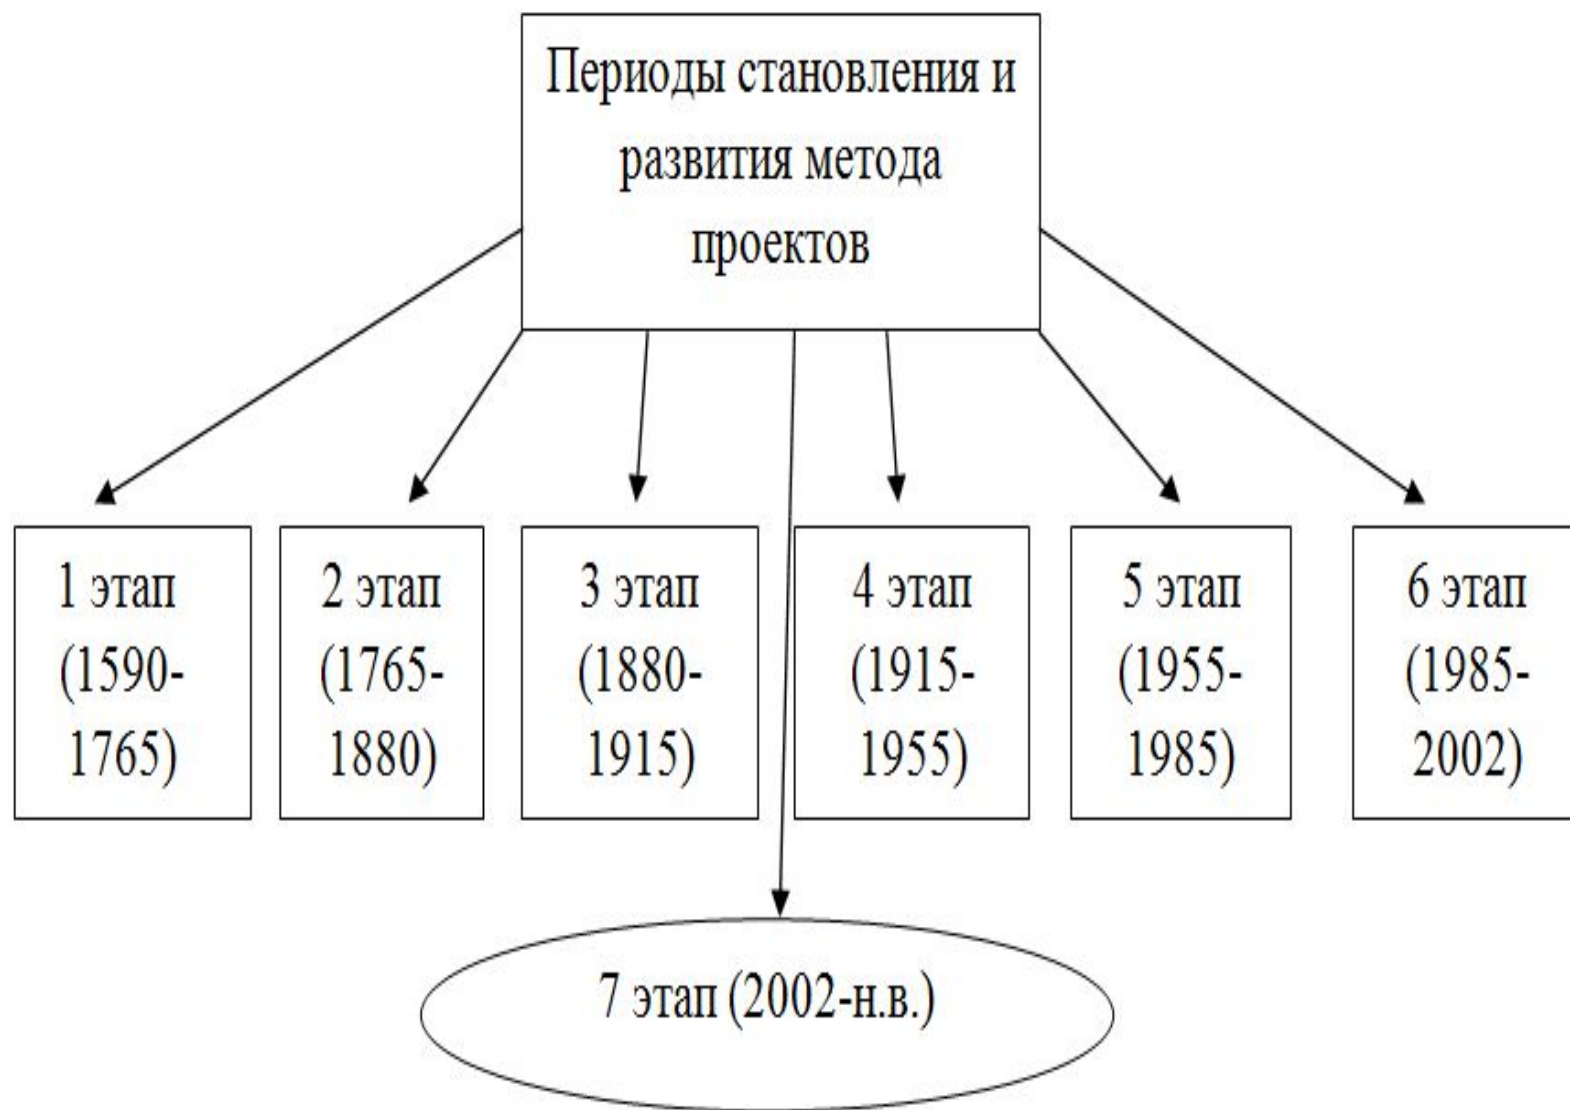 Периоды становления и
развития метода
проектов
1 этап
(1590-
1765)
2 этап
(1765-
1880)
3 этап
(1880-
1915)
4 этап
(1915-
1955)
5 этап
(1955-
1985)
6 этап
(1985-
2002)
7 этап (2002-н.в.)